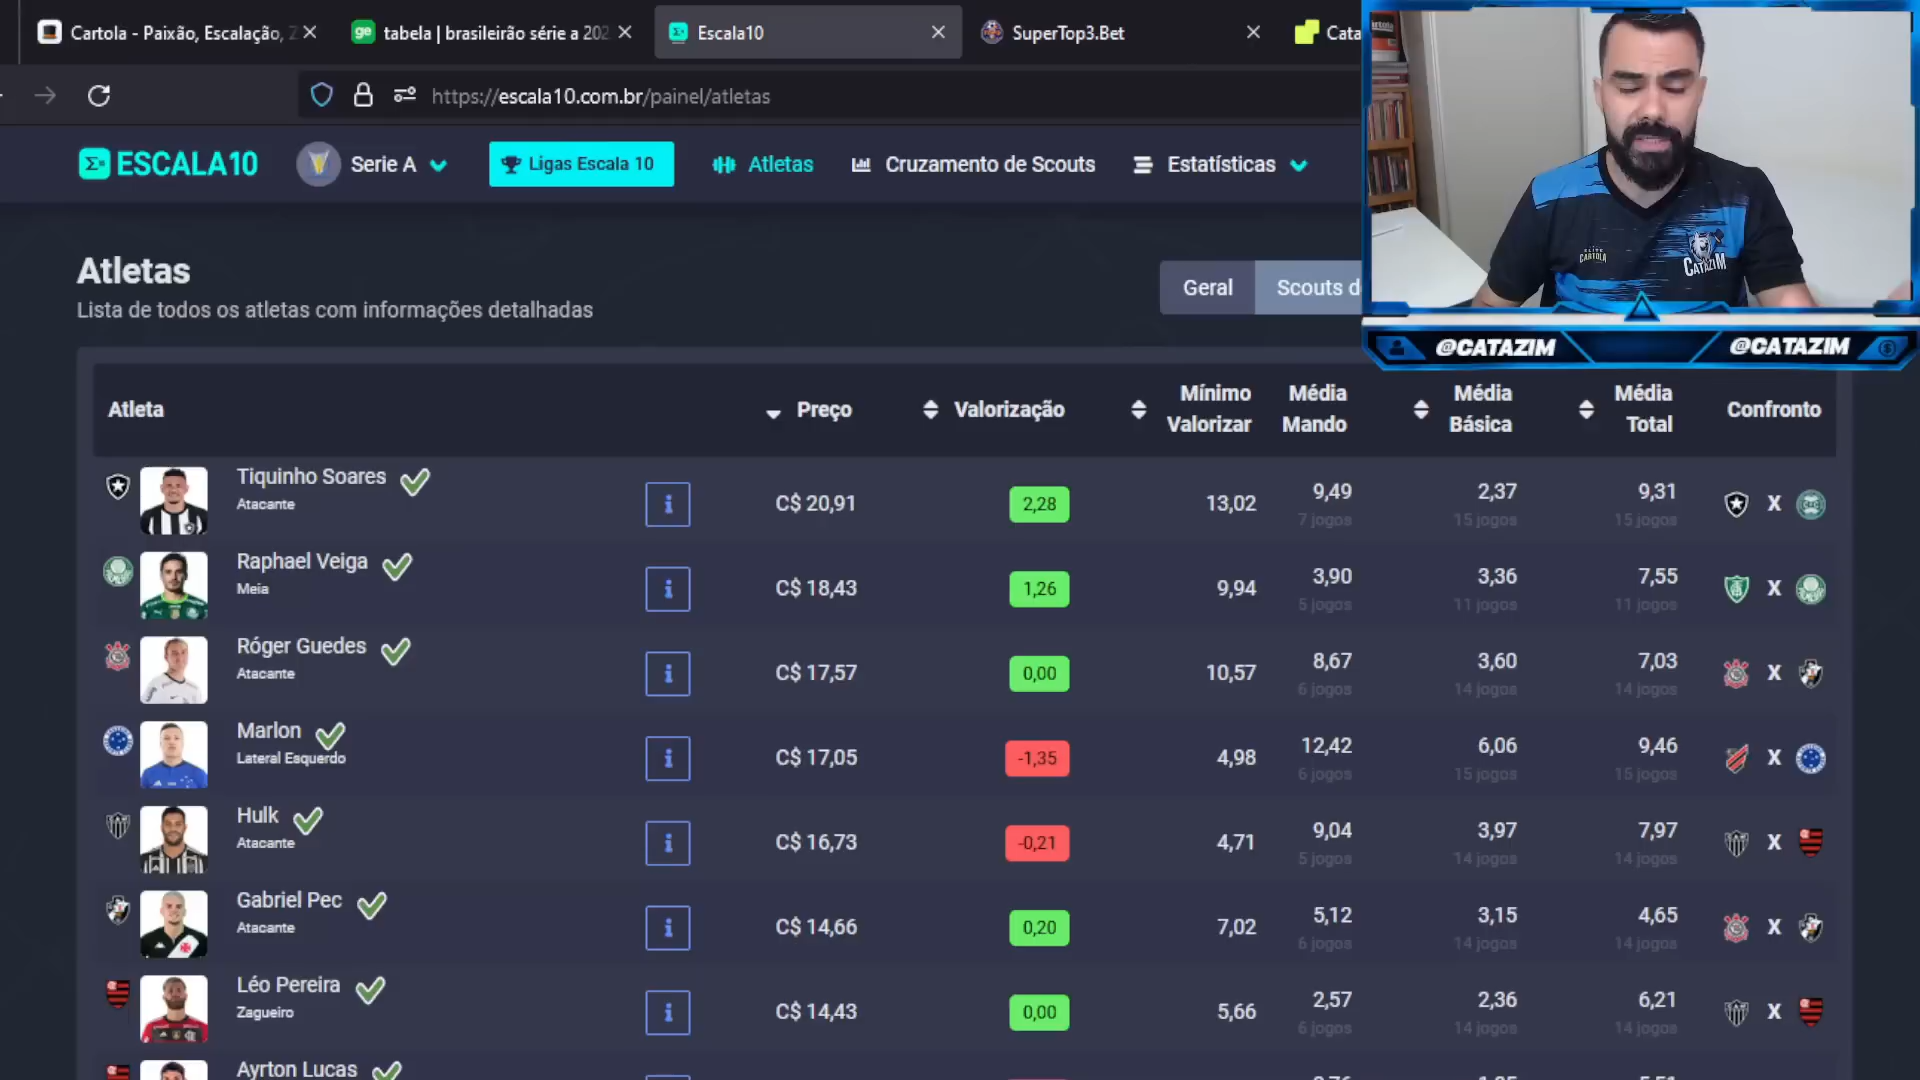 Cartola - Paixão, Escalação, Z
ge
tabela | brasileirão série a 202
Escala10
SuperTop3.Bet
Cata
https://escala10.com.br/painel/atletas
ESCALA10
Serie A
Ligas Escala 10
Atletas
Cruzamento de Scouts
Estatísticas
ELITE
CARTOLA
CATAZIM
Atletas
Lista de todos os atletas com informações detalhadas
Geral
Scouts d
@CATAZIM
@CATAZIM
Atleta
Preço
Valorização
Mínimo
Valorizar
Média
Mando
Média
Básica
Média
Total
Confronto
Tiquinho Soares
Atacante
C$ 20,91
2,28
13,02
9,49
7 jogos
2,37
15 jogos
9,31
15 jogos
X
Raphael Veiga
Meia
C$ 18,43
1,26
9,94
3,90
5 jogos
3,36
11 jogos
7,55
11 jogos
X
Róger Guedes
Atacante
C$ 17,57
0,00
10,57
8,67
6 jogos
3,60
14 jogos
7,03
14 jogos
X
Marlon
Lateral Esquerdo
C$ 17,05
-1,35
4,98
12,42
6 jogos
6,06
15 jogos
9,46
15 jogos
X
Hulk
Atacante
C$ 16,73
-0,21
4,71
9,04
5 jogos
3,97
14 jogos
7,97
14 jogos
X
Gabriel Pec
Atacante
C$ 14,66
0,20
7,02
5,12
6 jogos
3,15
14 jogos
4,65
14 jogos
X
Léo Pereira
Zagueiro
C$ 14,43
0,00
5,66
2,57
6 jogos
2,36
14 jogos
6,21
14 jogos
X
Ayrton Lucas